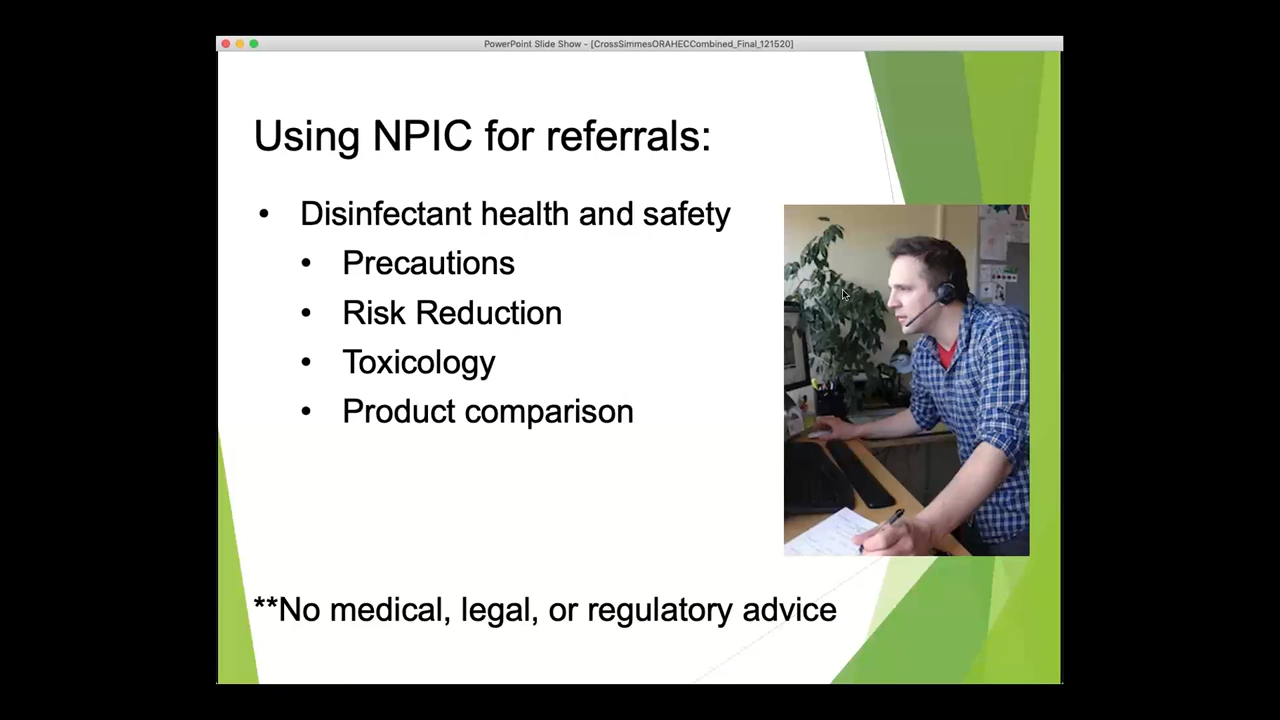 PowerPoint Slide Show - [CrossSimmesORAHECCombined_Final_121520]
Using NPIC for referrals:
• Disinfectant health and safety
• Precautions
• Risk Reduction
• Toxicology
• Product comparison
**No medical, legal, or regulatory advice